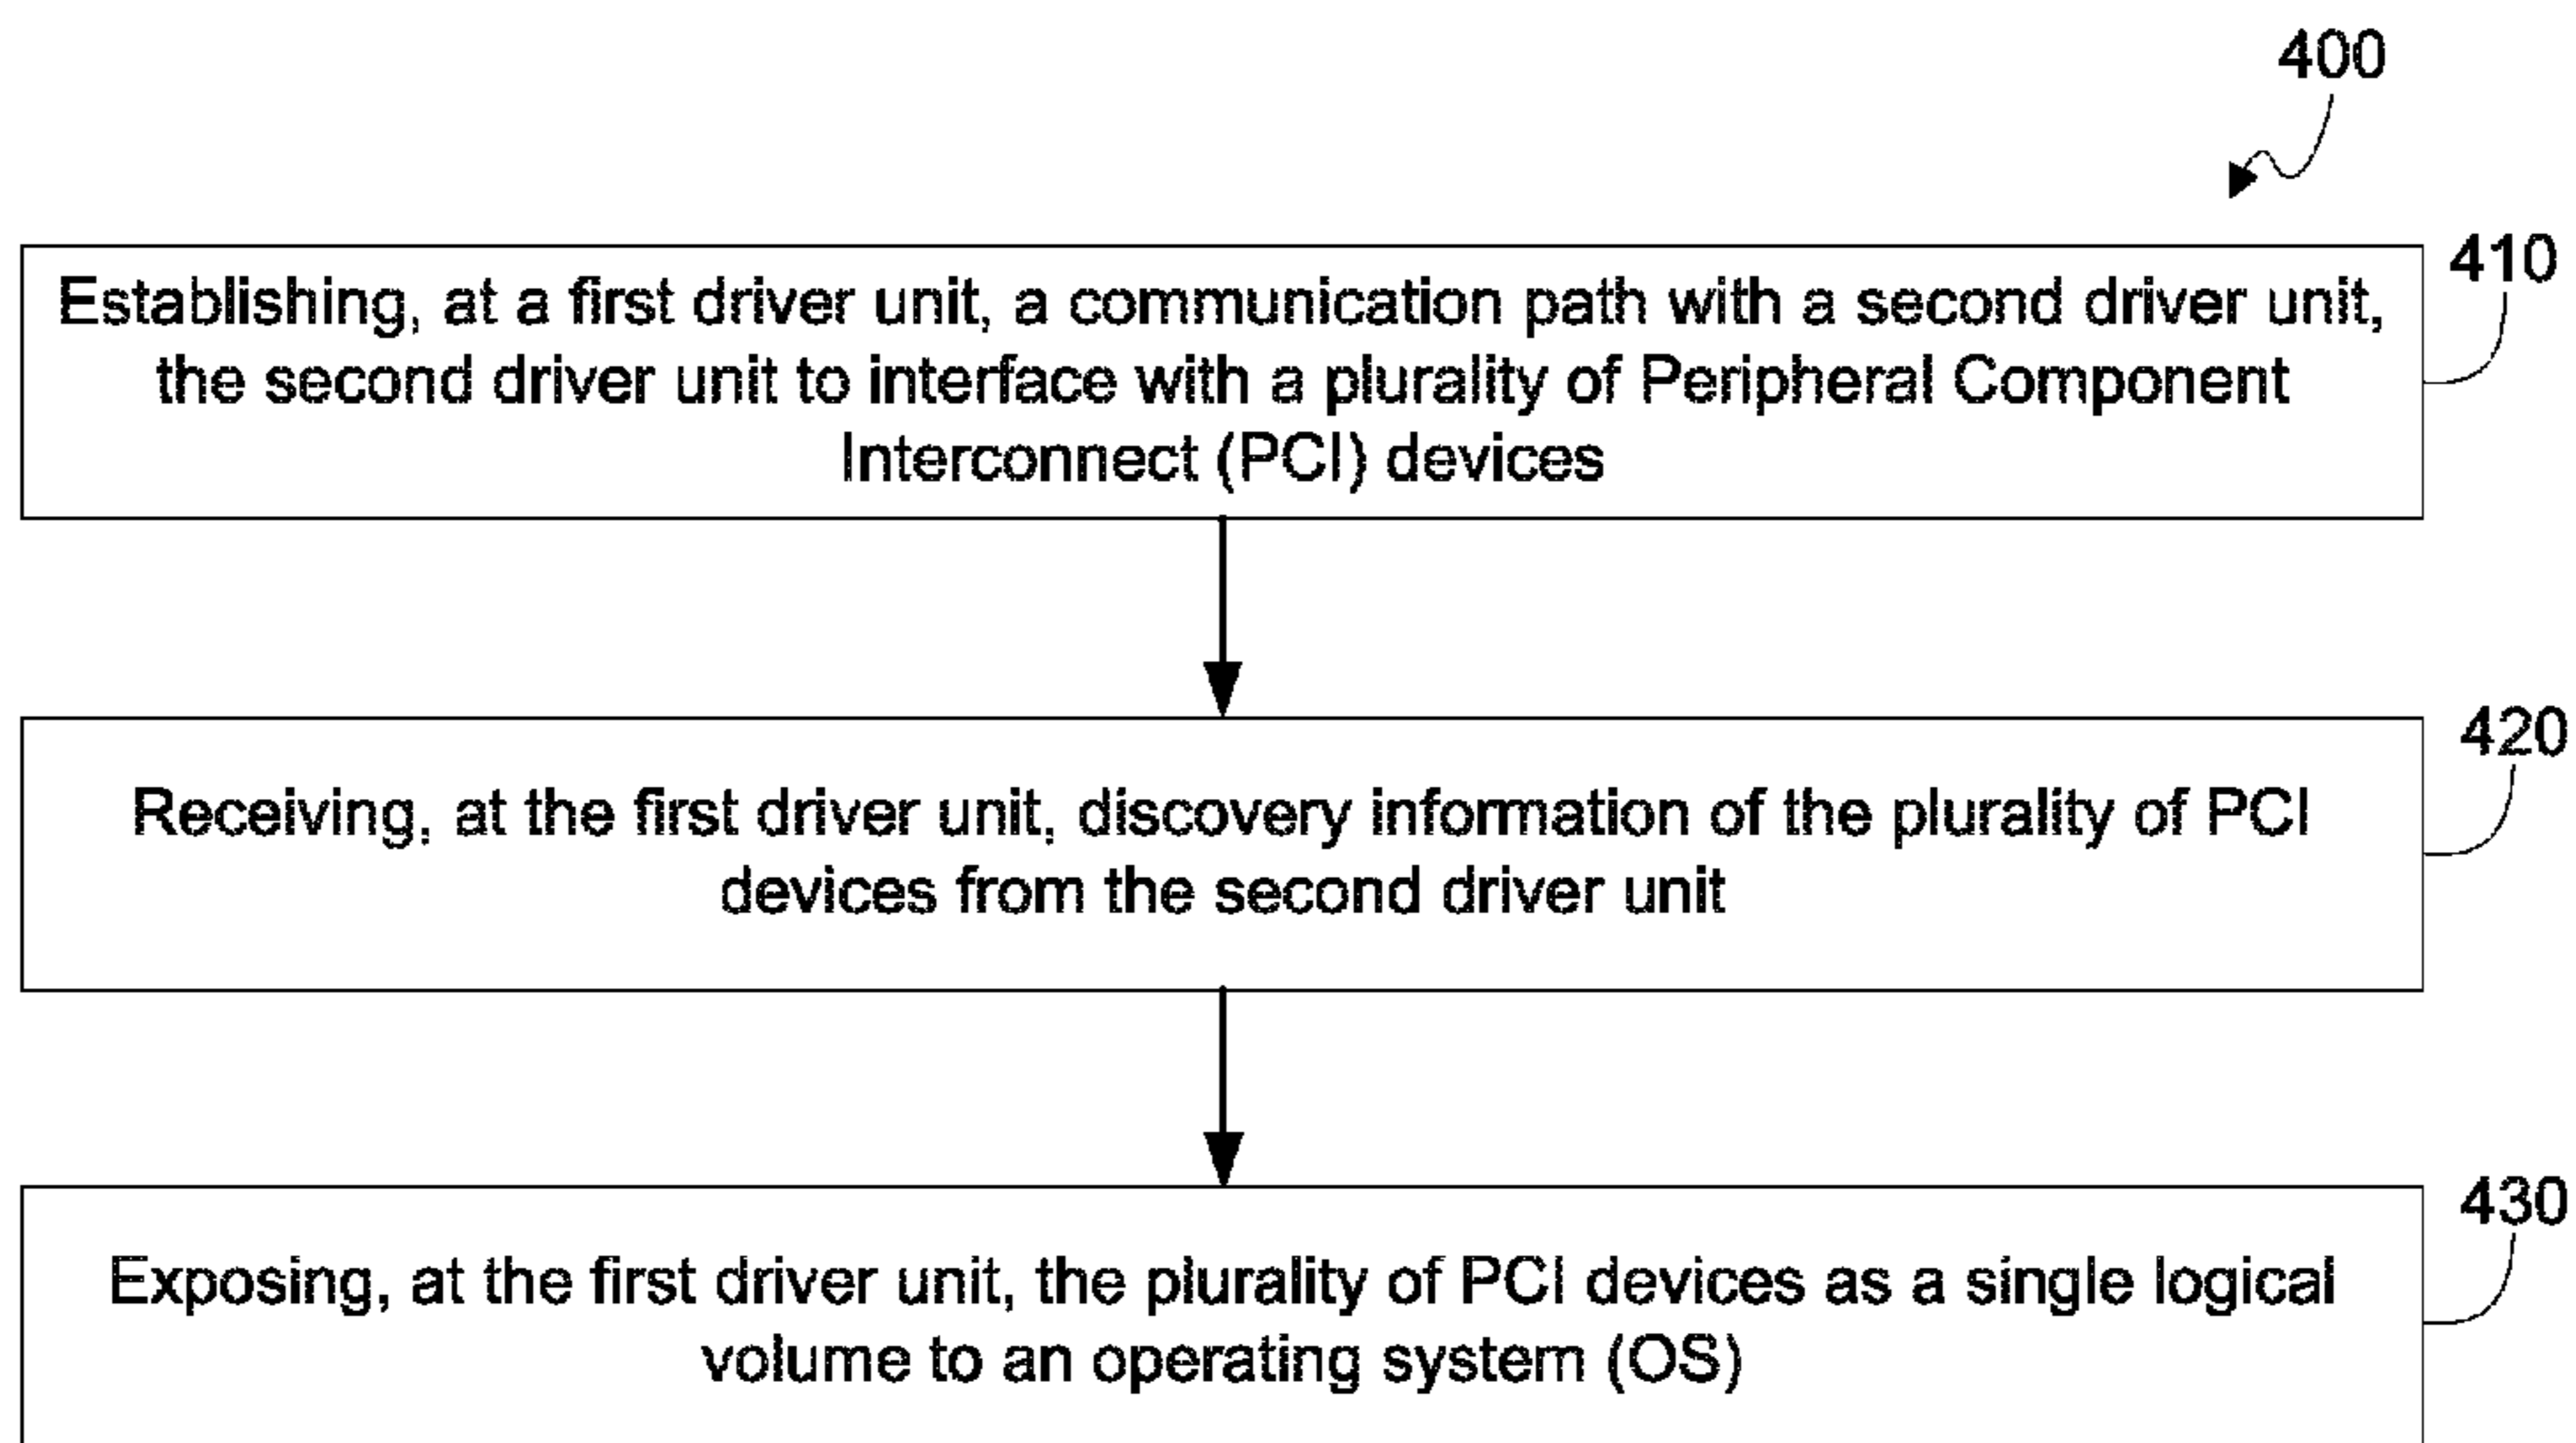 400
410
Establishing, at a first driver unit, a communication path with a second driver unit,
the second driver unit to interface with a plurality of Peripheral Component
Interconnect (PCI) devices
420
Receiving, at the first driver unit, discovery information of the plurality of PCI
devices from the second driver unit
430
Exposing, at the first driver unit, the plurality of PCI devices as a single logical
volume to an operating system (OS)